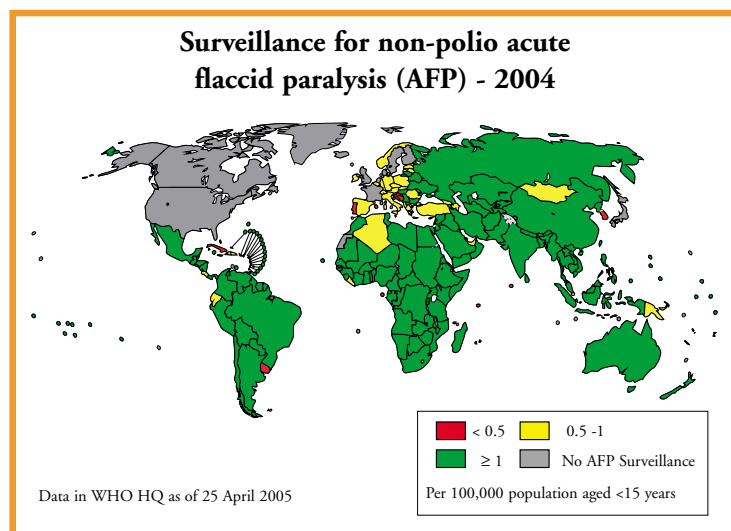 Surveillance for non-polio acute
flaccid paralysis (AFP) - 2004
< 0.5
0.5 -1
≥ 1
No AFP Surveillance
Per 100,000 population aged <15 years
Data in WHO HQ as of 25 April 2005